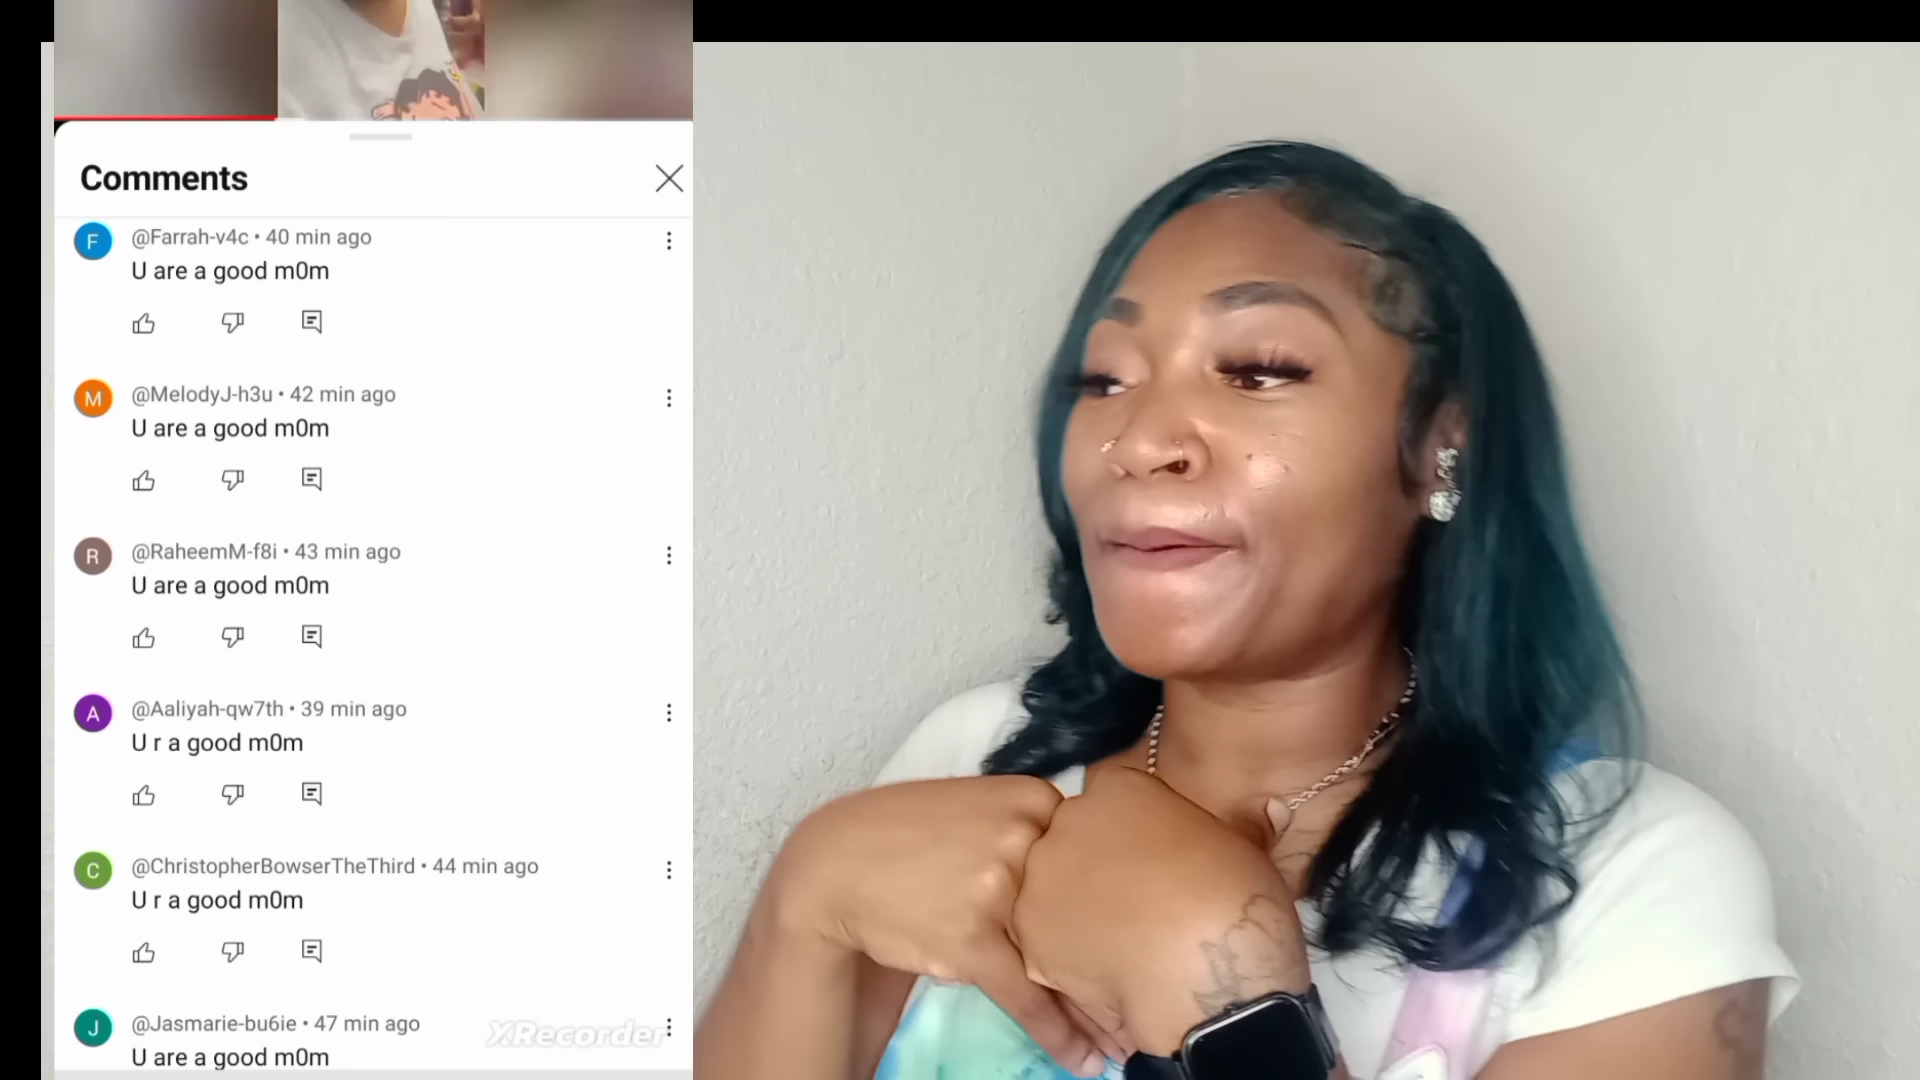 Comments
F
@Farrah-v4c • 40 min ago
U are a good m0m
M
@MelodyJ-h3u • 42 min ago
U are a good m0m
R
@RaheemM-f8i • 43 min ago
U are a good m0m
A
@Aaliyah-qw7th • 39 min ago
U r a good m0m
C
@ChristopherBowserTheThird • 44 min ago
U r a good m0m
J
@Jasmarie-bu6ie • 47 min ago
XRecorder
U are a good m0m